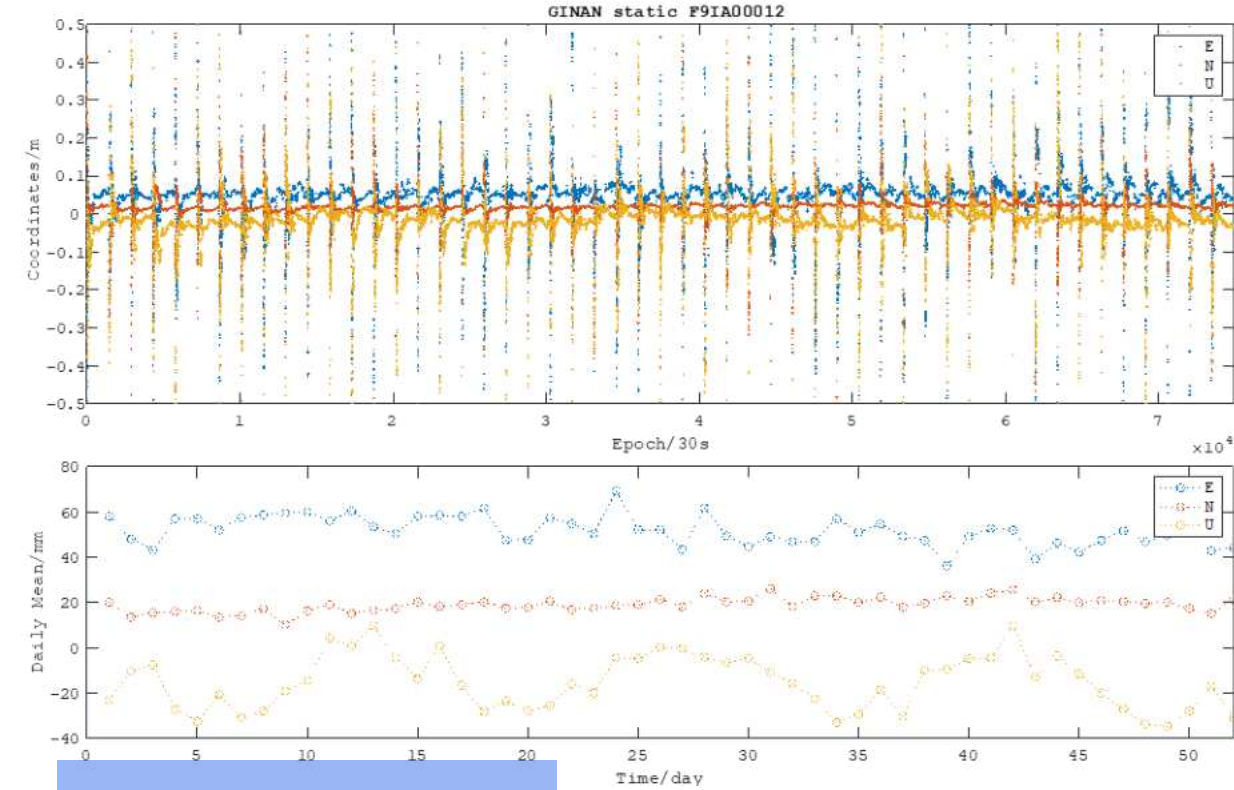 GINAN static F9IA00012
0.5
0.4
0.3
0.2
0.1
0
-0.1
-0.2
-0.3
-0.4
-0.5
Coordinates/m
E
N
U
0 1 2 3 4 5 6 7
Epoch/30s
×10⁴
80
60
40
20
0
-20
-40
Daily Mean/mm
E
N
U
0 5 10 15 20 25 30 35 40 45 50
Time/day